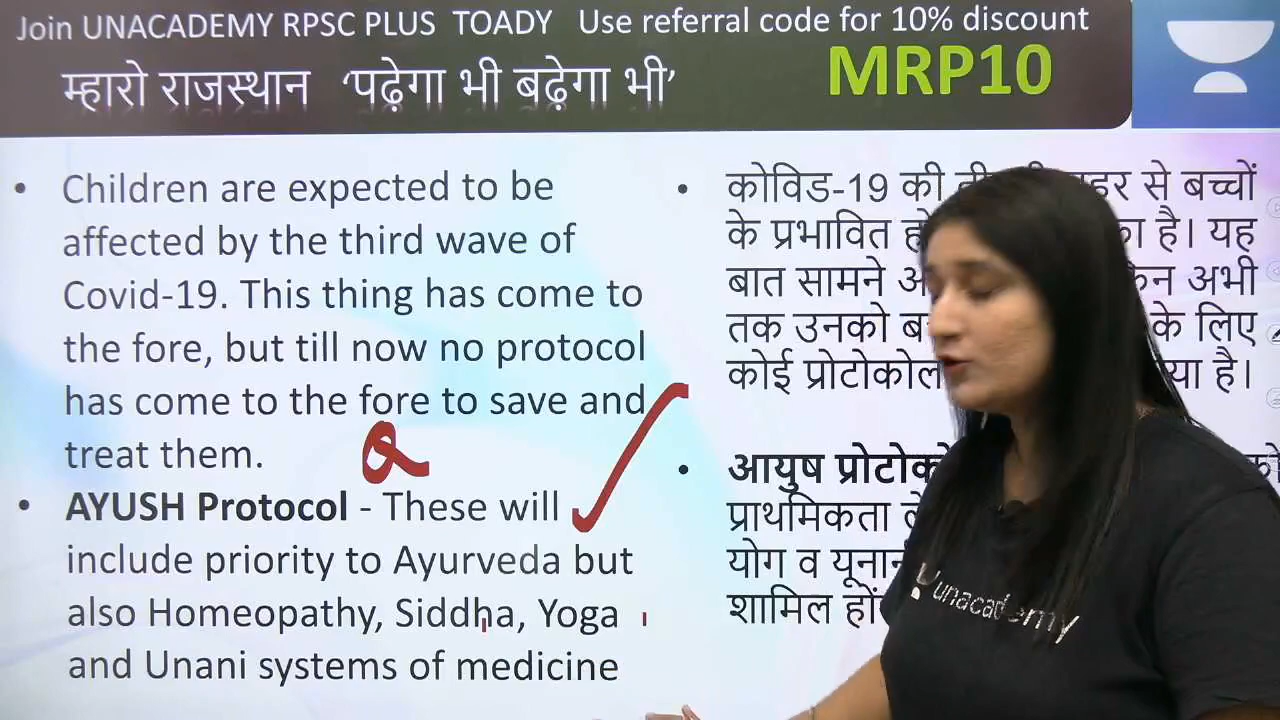 Join UNACADEMY RPSC PLUS TOADY Use referral code for 10% discount
म्हारो राजस्थान 'पढ़ेगा भी बढ़ेगा भी'
MRP10
• Children are expected to be
affected by the third wave of
Covid-19. This thing has come to
the fore, but till now no protocol
has come to the fore to save and
treat them.
• AYUSH Protocol - These will
include priority to Ayurveda but
also Homeopathy, Siddha, Yoga
and Unani systems of medicine
• कोविड-19 की से बच्चों
के प्रभावित है। यह
बात सामने अभी
तक उनको के लिए
कोई प्रोटोकोल है।
• आयुष
प्राथमिकता
योग व
शामिल
unacademy